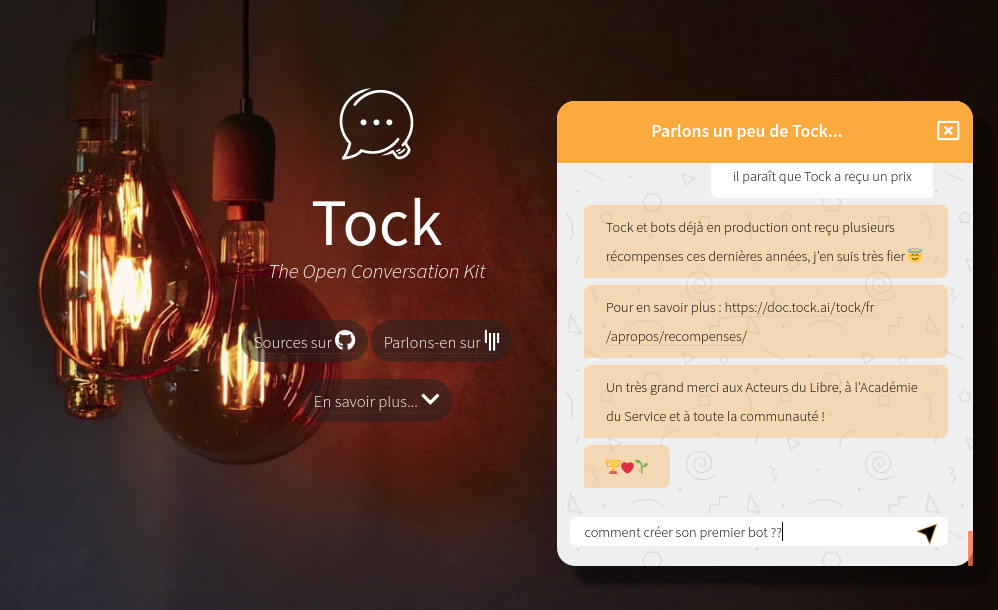 Tock
The Open Conversation Kit
Sources sur
Parlons-en sur
En savoir plus...
Parlons un peu de Tock...
il paraît que Tock a reçu un prix
Tock et bots déjà en production ont reçu plusieurs
récompenses ces dernières années, j'en suis très fier 😇
Pour en savoir plus : https://doc.tock.ai/tock/fr
/apropos/recompenses/
Un très grand merci aux Acteurs du Libre, à l'Académie
du Service et à toute la communauté !
🏆❤️🌱
comment créer son premier bot ??